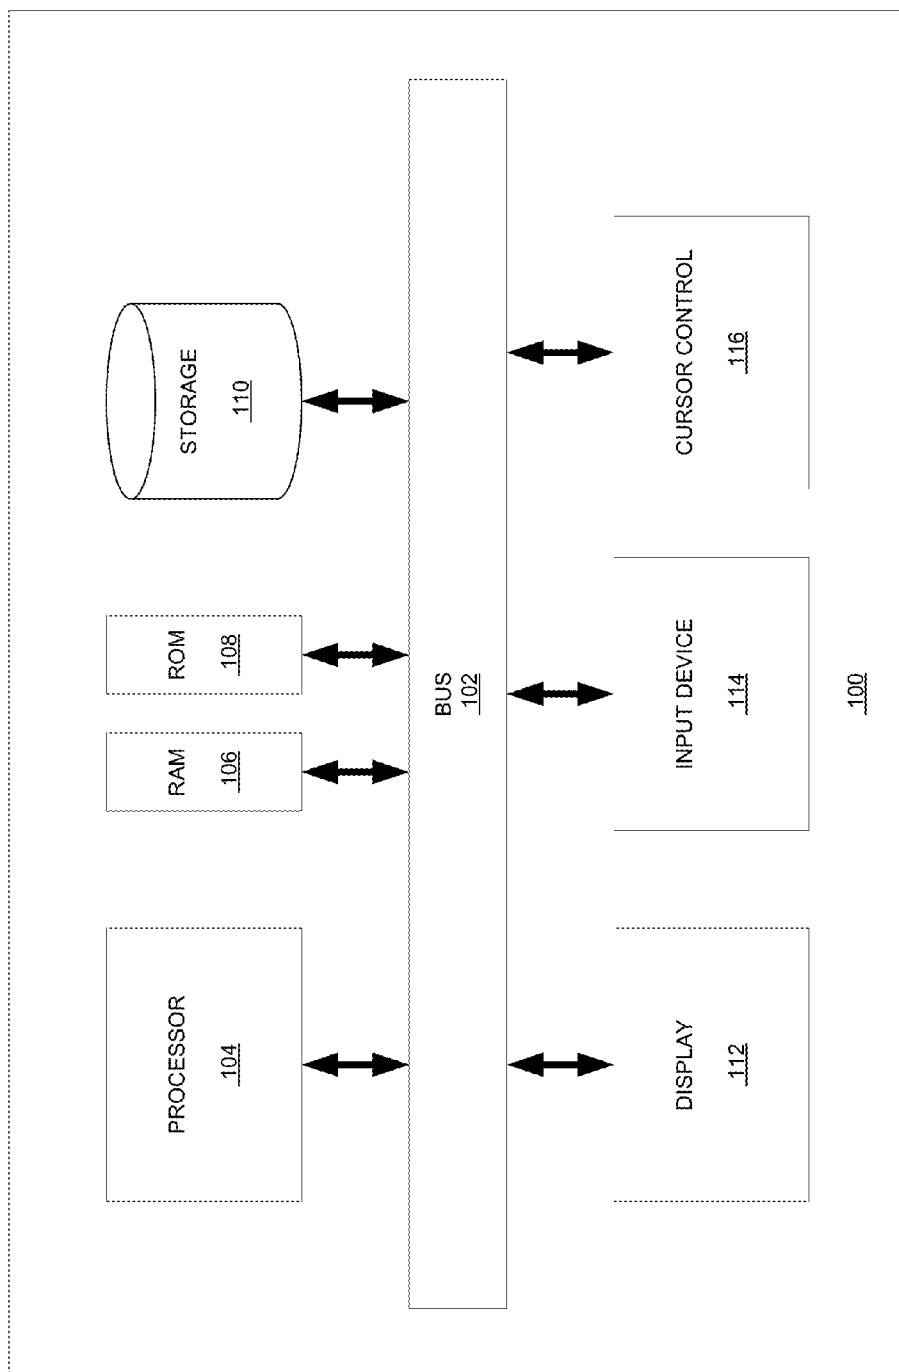 PROCESSOR
104
RAM
106
ROM
108
STORAGE
110
BUS
102
DISPLAY
112
INPUT DEVICE
114
CURSOR CONTROL
116
100